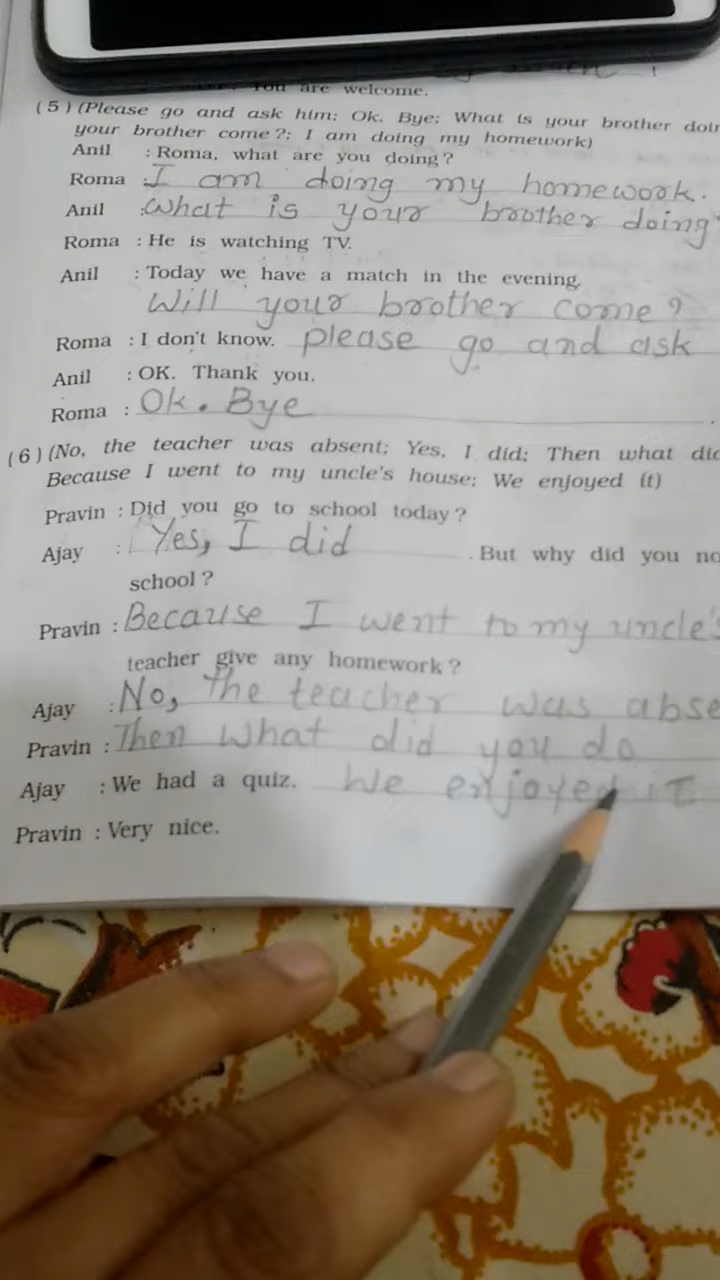 You are welcome.
(5) (Please go and ask him; Ok. Bye; What is your brother doin
your brother come?; I am doing my homework)
Anil : Roma, what are you doing?
Roma : I am doing my homework.
Anil : What is your brother doing?
Roma : He is watching TV.
Anil : Today we have a match in the evening.
Will your brother come?
Roma : I don't know. please go and ask
Anil : OK. Thank you.
Roma : Ok. Bye
(6) (No, the teacher was absent; Yes, I did; Then what did
Because I went to my uncle's house; We enjoyed it)
Pravin : Did you go to school today?
Ajay : Yes, I did . But why did you no
school?
Pravin : Because I went to my uncle's
teacher give any homework?
Ajay : No, The teacher was abse
Pravin : Then what did you do
Ajay : We had a quiz. We enjoyed it
Pravin : Very nice.